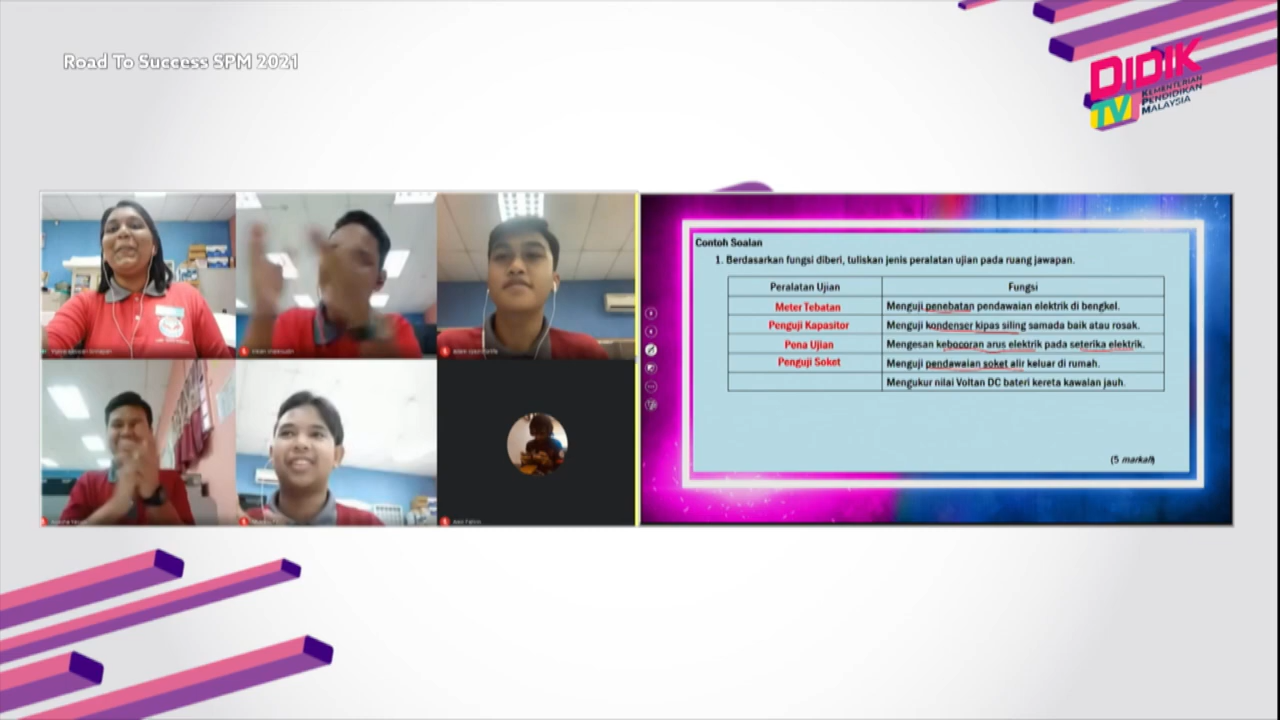 Road To Success SPM 2021
DIDIK
TV
KEMENTERIAN
PENDIDIKAN
MALAYSIA
Contoh Soalan
1. Berdasarkan fungsi diberi, tuliskan jenis peralatan ujian pada ruang jawapan.
Peralatan Ujian Fungsi
Meter Tebatan Menguji penebatan pendawaian elektrik di bengkel.
Penguji Kapasitor Menguji kondenser kipas siling samada baik atau rosak.
Pena Ujian Mengesan kebocoran arus elektrik pada seterika elektrik.
Penguji Soket Menguji pendawaian soket alir keluar di rumah.
Mengukur nilai Voltan DC bateri kereta kawalan jauh.
(5 markah)